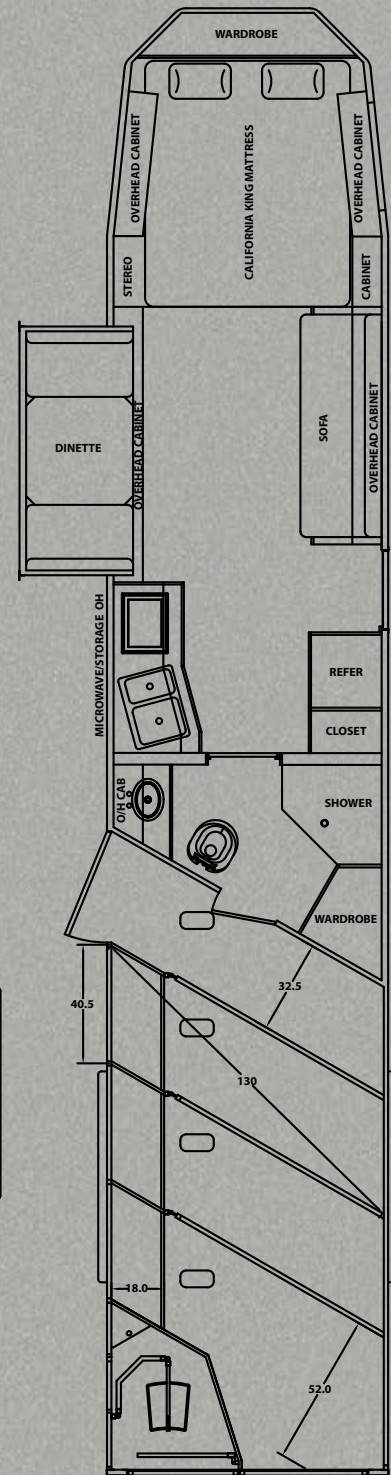 WARDROBE
OVERHEAD CABINET
CALIFORNIA KING MATTRESS
OVERHEAD CABINET
STEREO
CABINET
DINETTE
OVERHEAD CABINET
SOFA
OVERHEAD CABINET
MICROWAVE/STORAGE OH
REFER
CLOSET
O/H CAB
SHOWER
WARDROBE
40.5
32.5
130
18.0
52.0